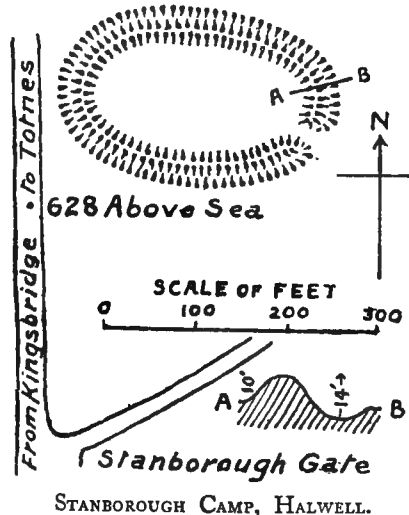 A B
N
From Kingsbridge . to Totnes
628 Above Sea
SCALE OF FEET
0 100 200 300
10'
14'
A B
Stanborough Gate
STANBOROUGH CAMP, HALWELL.